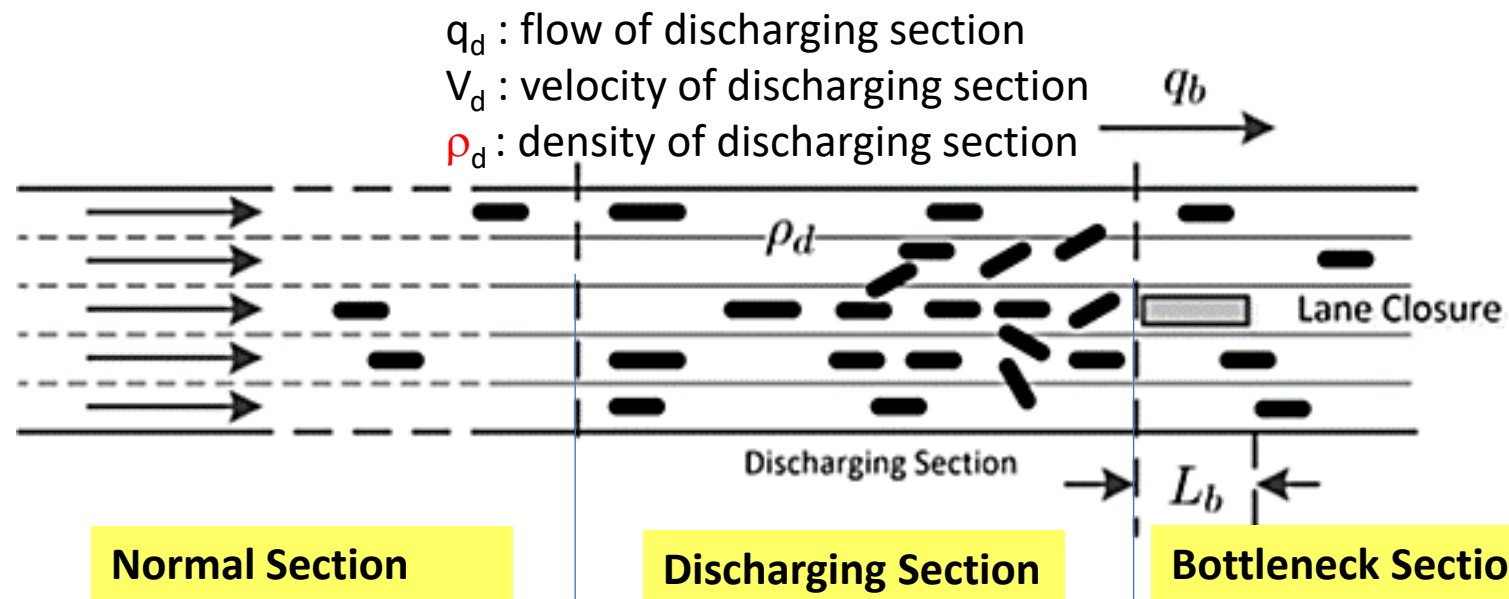 q_d : flow of discharging section
V_d : velocity of discharging section
ρ_d : density of discharging section
q_b
ρ_d
Lane Closure
Discharging Section
L_b
Normal Section
Discharging Section
Bottleneck Sectio